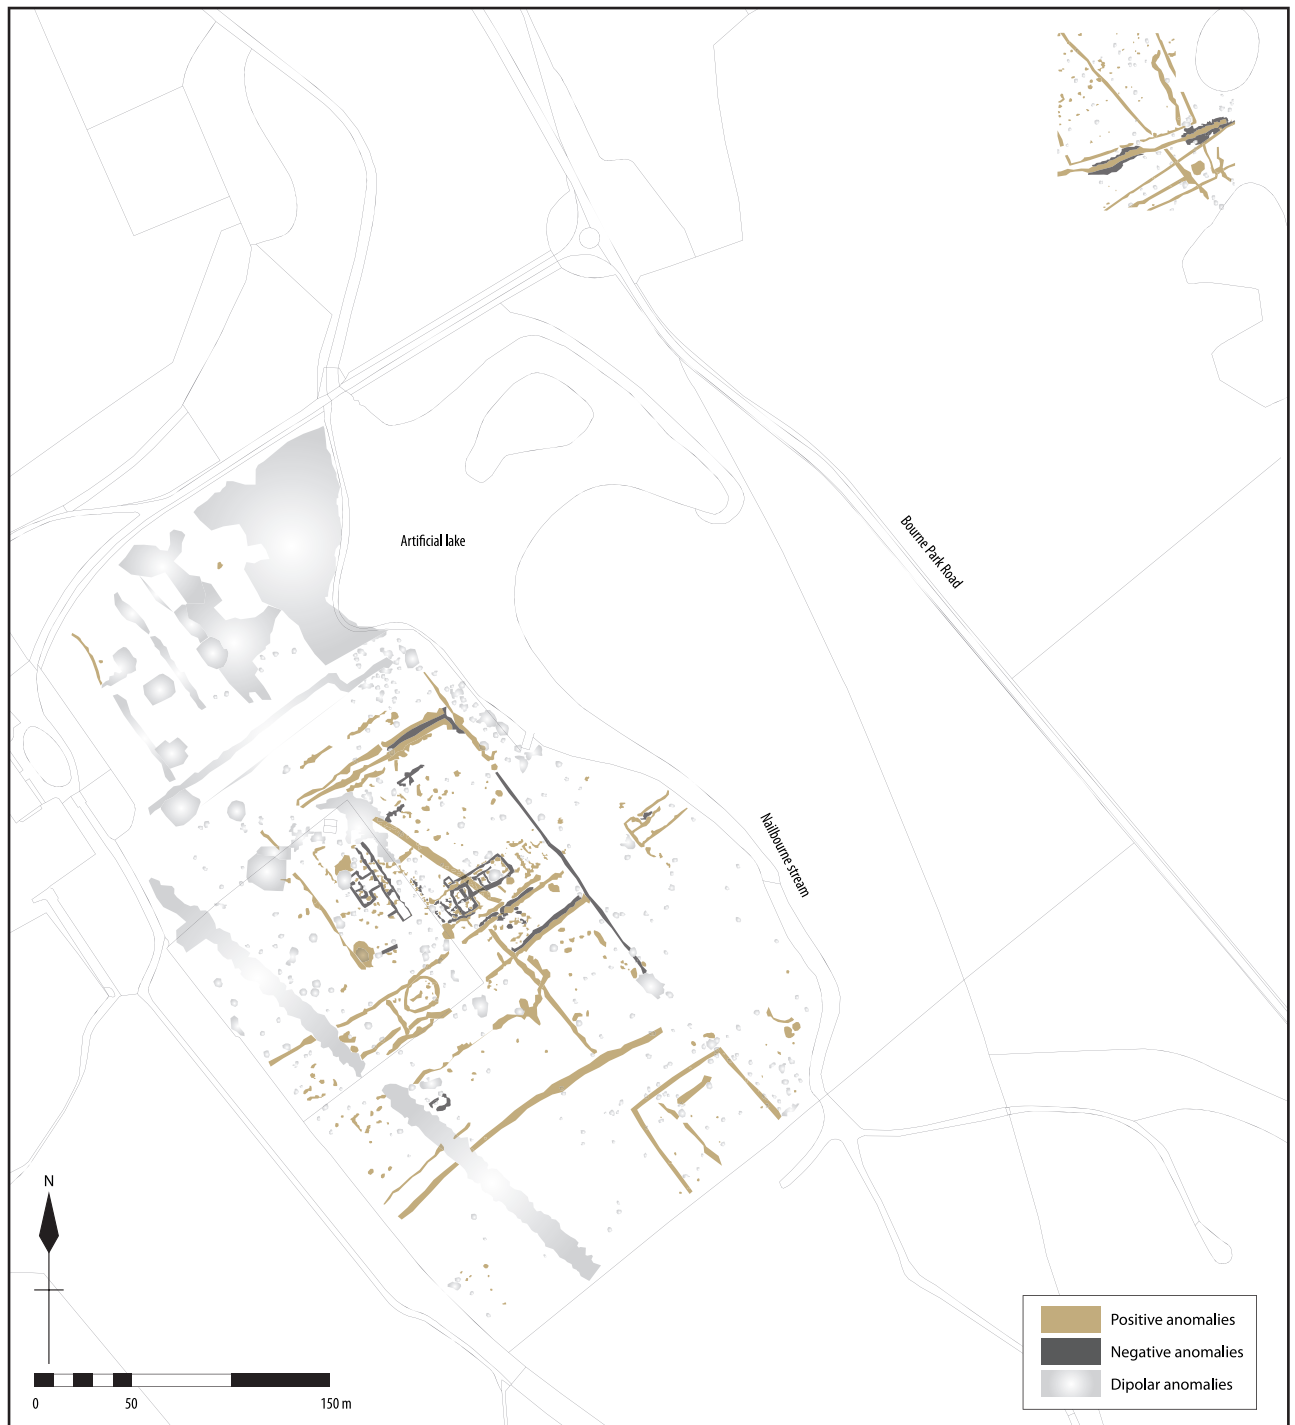 Bourne Park Road
Artificial lake
Nailbourne stream
N
0 50 150 m
Positive anomalies
Negative anomalies
Dipolar anomalies